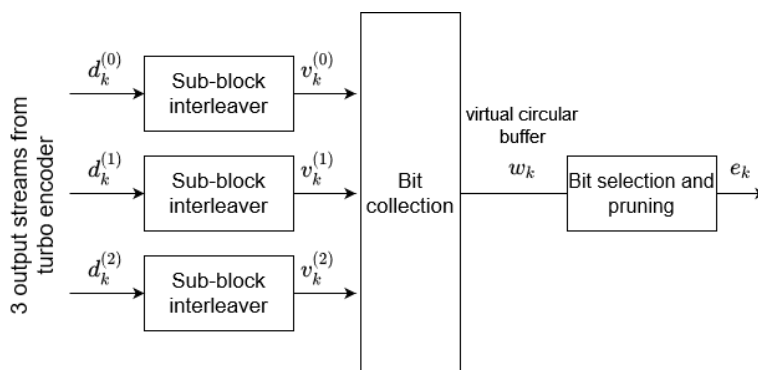 3 output streams from
turbo encoder
d_k^{(0)}
Sub-block
interleaver
v_k^{(0)}
d_k^{(1)}
Sub-block
interleaver
v_k^{(1)}
d_k^{(2)}
Sub-block
interleaver
v_k^{(2)}
Bit
collection
virtual circular
buffer
w_k
Bit selection and
pruning
e_k